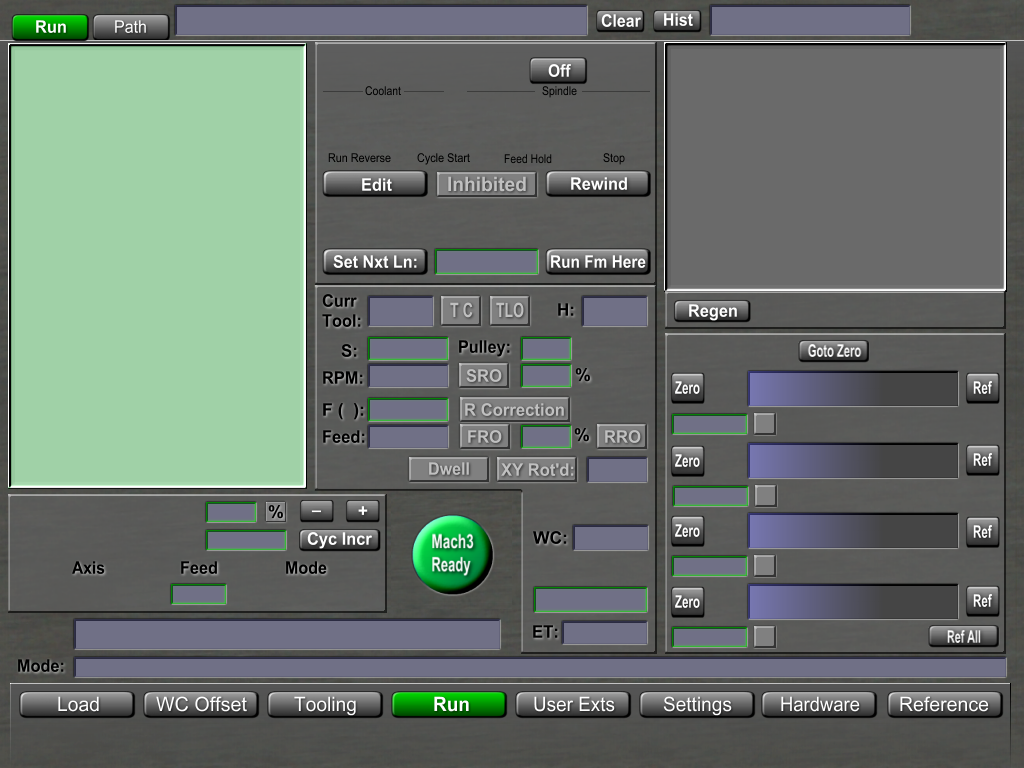 Run Path Clear Hist
Off
Coolant Spindle
Run Reverse Cycle Start Feed Hold Stop
Edit Inhibited Rewind
Set Nxt Ln: Run Fm Here
Curr
Tool: T C TLO H:
Regen
S: Pulley:
Goto Zero
RPM: SRO %
Zero Ref
F ( ): R Correction
Feed: FRO % RRO
Dwell XY Rot'd:
Zero Ref
% – +
Cyc Incr
Mach3
Ready
WC:
Zero Ref
Axis Feed Mode
Zero Ref
ET:
Ref All
Mode:
Load WC Offset Tooling Run User Exts Settings Hardware Reference